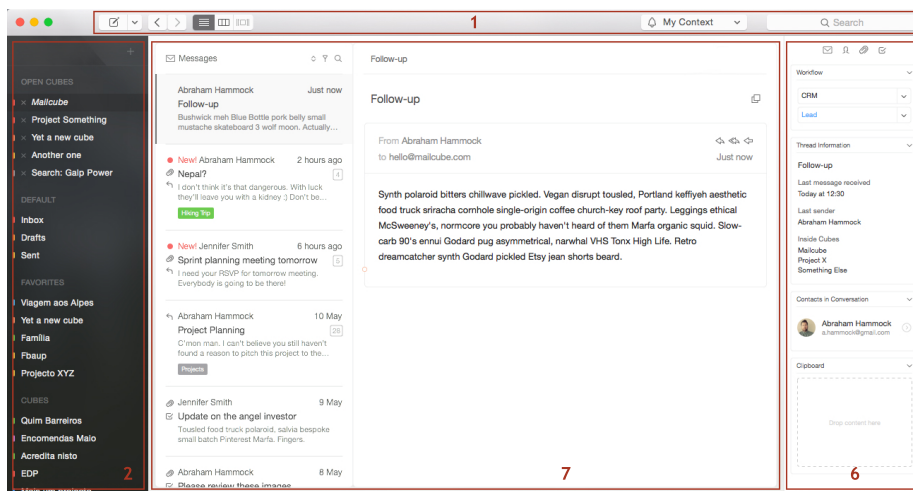 1
My Context
Search
+
OPEN CUBES
× Mailcube
× Project Something
× Yet a new cube
× Another one
× Search: Galp Power
DEFAULT
Inbox
Drafts
Sent
FAVORITES
Viagem aos Alpes
Yet a new cube
Família
Fbaup
Projecto XYZ
CUBES
Quim Barreiros
Encomendas Maio
Acredita nisto
EDP
2
Messages
Abraham Hammock Just now
Follow-up
Bushwick meh Blue Bottle pork belly small
mustache skateboard 3 wolf moon. Actually…
New! Abraham Hammock 2 hours ago
Nepal? 4
I don't think it's that dangerous. With luck
they'll leave you with a kidney ;) Don't be…
Hiking Trip
New! Jennifer Smith 6 hours ago
Sprint planning meeting tomorrow 5
I need your RSVP for tomorrow meeting.
Everybody is going to be there!
Abraham Hammock 10 May
Project Planning 26
C'mon man. I can't believe you still haven't
found a reason to pitch this project to the…
Projects
Jennifer Smith 9 May
Update on the angel investor
Tousled food truck polaroid, salvia bespoke
small batch Pinterest Marfa. Fingers.
Abraham Hammock 8 May
Please review these images
Follow-up
Follow-up
From Abraham Hammock
to hello@mailcube.com Just now
Synth polaroid bitters chillwave pickled. Vegan disrupt tousled, Portland keffiyeh aesthetic
food truck sriracha cornhole single-origin coffee church-key roof party. Leggings ethical
McSweeney's, normcore you probably haven't heard of them Marfa organic squid. Slow-
carb 90's ennui Godard pug asymmetrical, narwhal VHS Tonx High Life. Retro
dreamcatcher synth Godard pickled Etsy jean shorts beard.
7
Workflow
CRM
Lead
Thread Information
Follow-up
Last message received
Today at 12:30
Last sender
Abraham Hammock
Inside Cubes
Mailcube
Project X
Something Else
Contacts in Conversation
Abraham Hammock
a.hammock@gmail.com
Clipboard
Drop content here
6